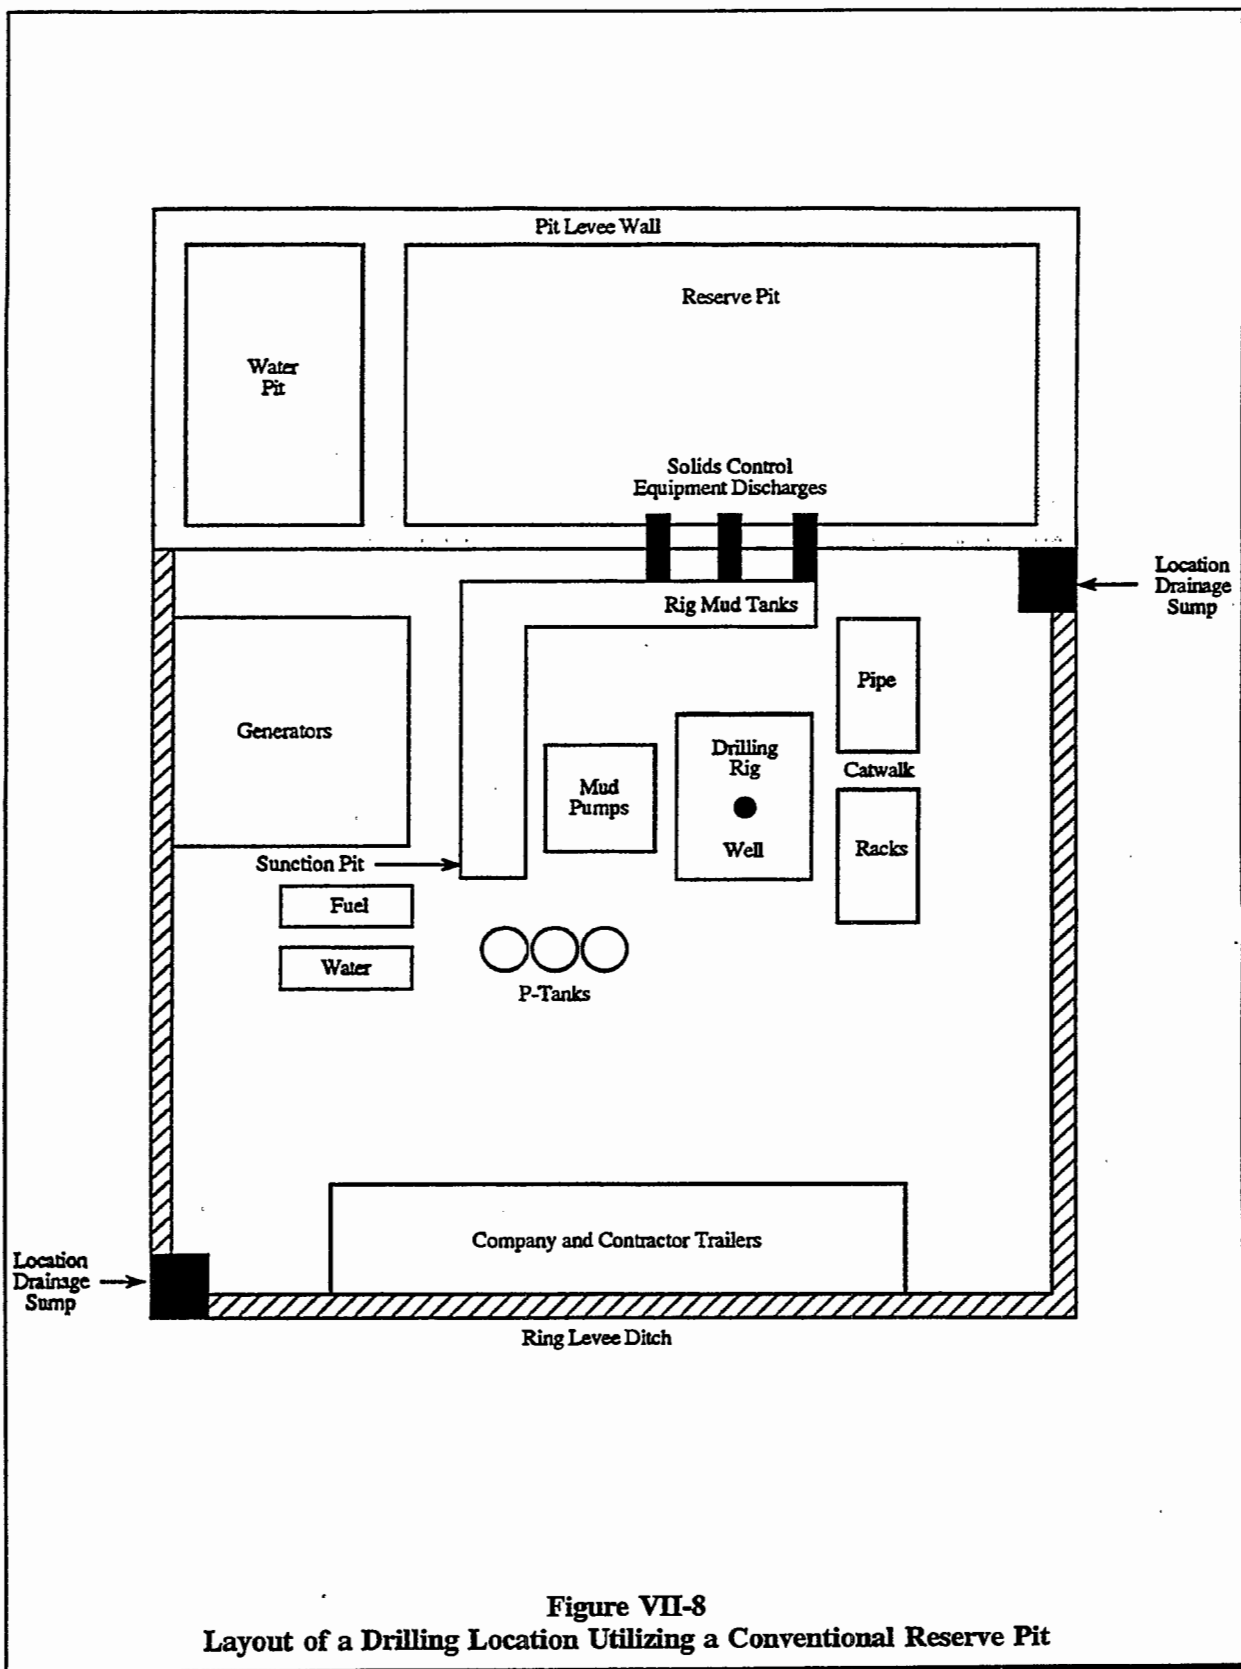 Pit Levee Wall
Reserve Pit
Water
Pit
Solids Control
Equipment Discharges
Location
Drainage
Sump
Rig Mud Tanks
Pipe
Generators
Drilling
Rig
Catwalk
Mud
Pumps
Well
Racks
Sunction Pit
Fuel
Water
P-Tanks
Company and Contractor Trailers
Location
Drainage
Sump
Ring Levee Ditch
Figure VII-8
Layout of a Drilling Location Utilizing a Conventional Reserve Pit